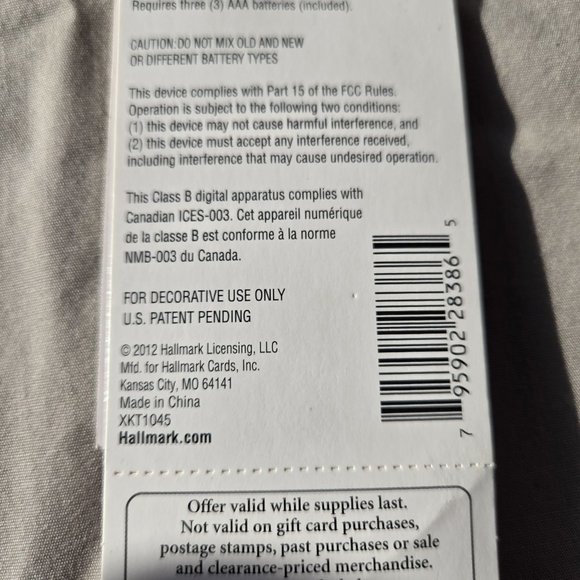 Requires three (3) AAA batteries (included).
CAUTION: DO NOT MIX OLD AND NEW
OR DIFFERENT BATTERY TYPES
This device complies with Part 15 of the FCC Rules.
Operation is subject to the following two conditions:
(1) this device may not cause harmful interference, and
(2) this device must accept any interference received,
including interference that may cause undesired operation.
This Class B digital apparatus complies with
Canadian ICES-003. Cet appareil numérique
de la classe B est conforme à la norme
NMB-003 du Canada.
FOR DECORATIVE USE ONLY
U.S. PATENT PENDING
© 2012 Hallmark Licensing, LLC
Mfd. for Hallmark Cards, Inc.
Kansas City, MO 64141
Made in China
XKT1045
Hallmark.com
7 95902 28386 5
Offer valid while supplies last.
Not valid on gift card purchases,
postage stamps, past purchases or sale
and clearance-priced merchandise.